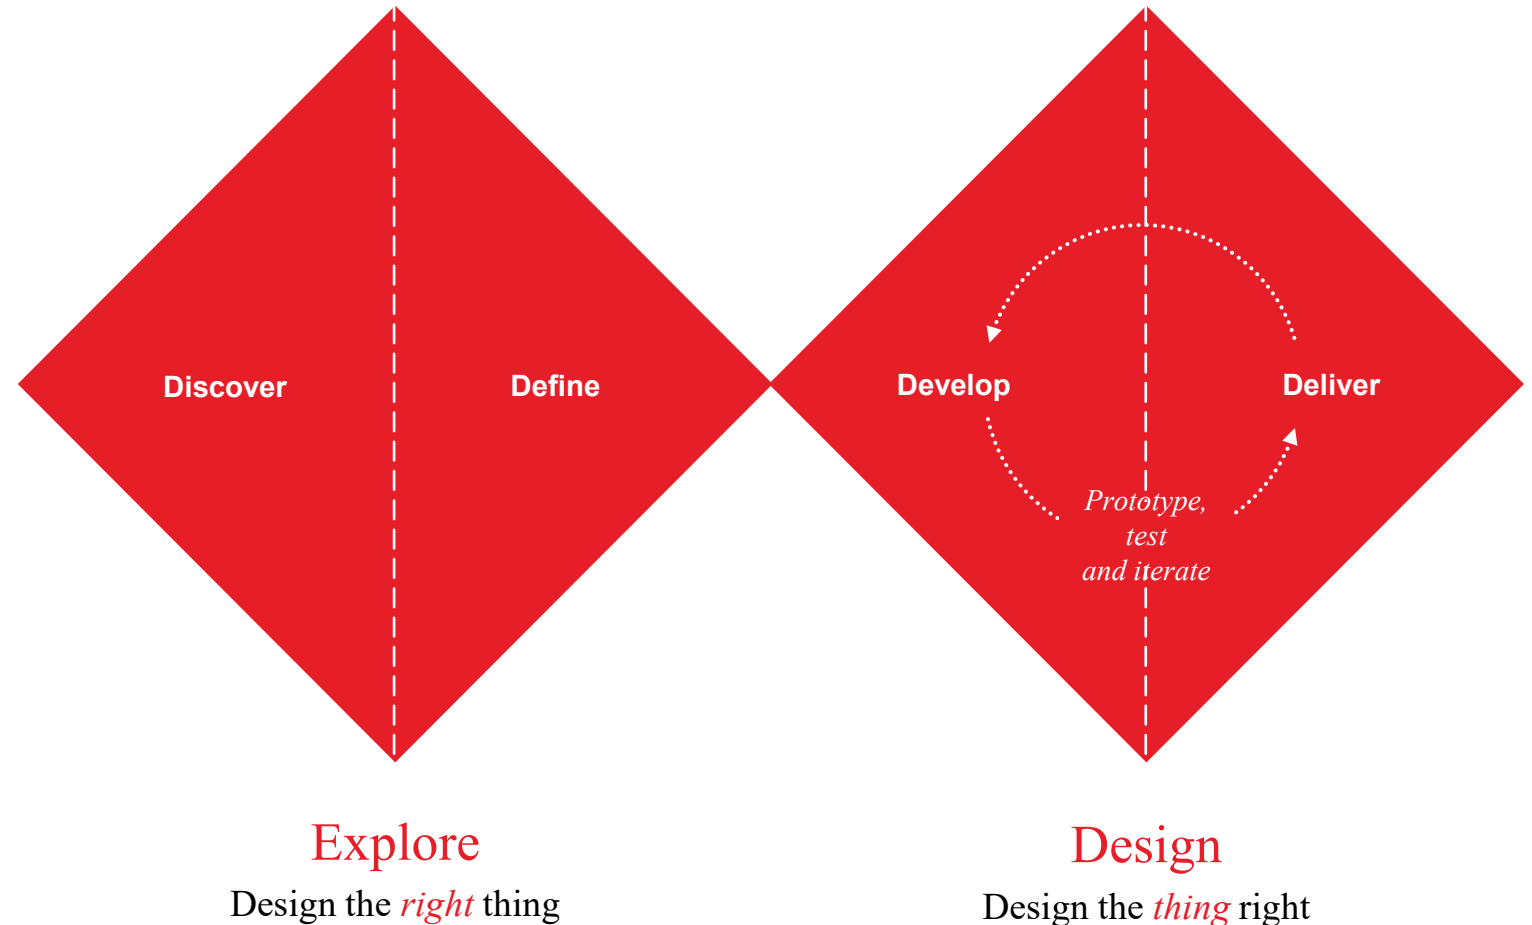 Discover
Define
Develop
Deliver
Prototype,
test
and iterate
Explore
Design the right thing
Design
Design the thing right